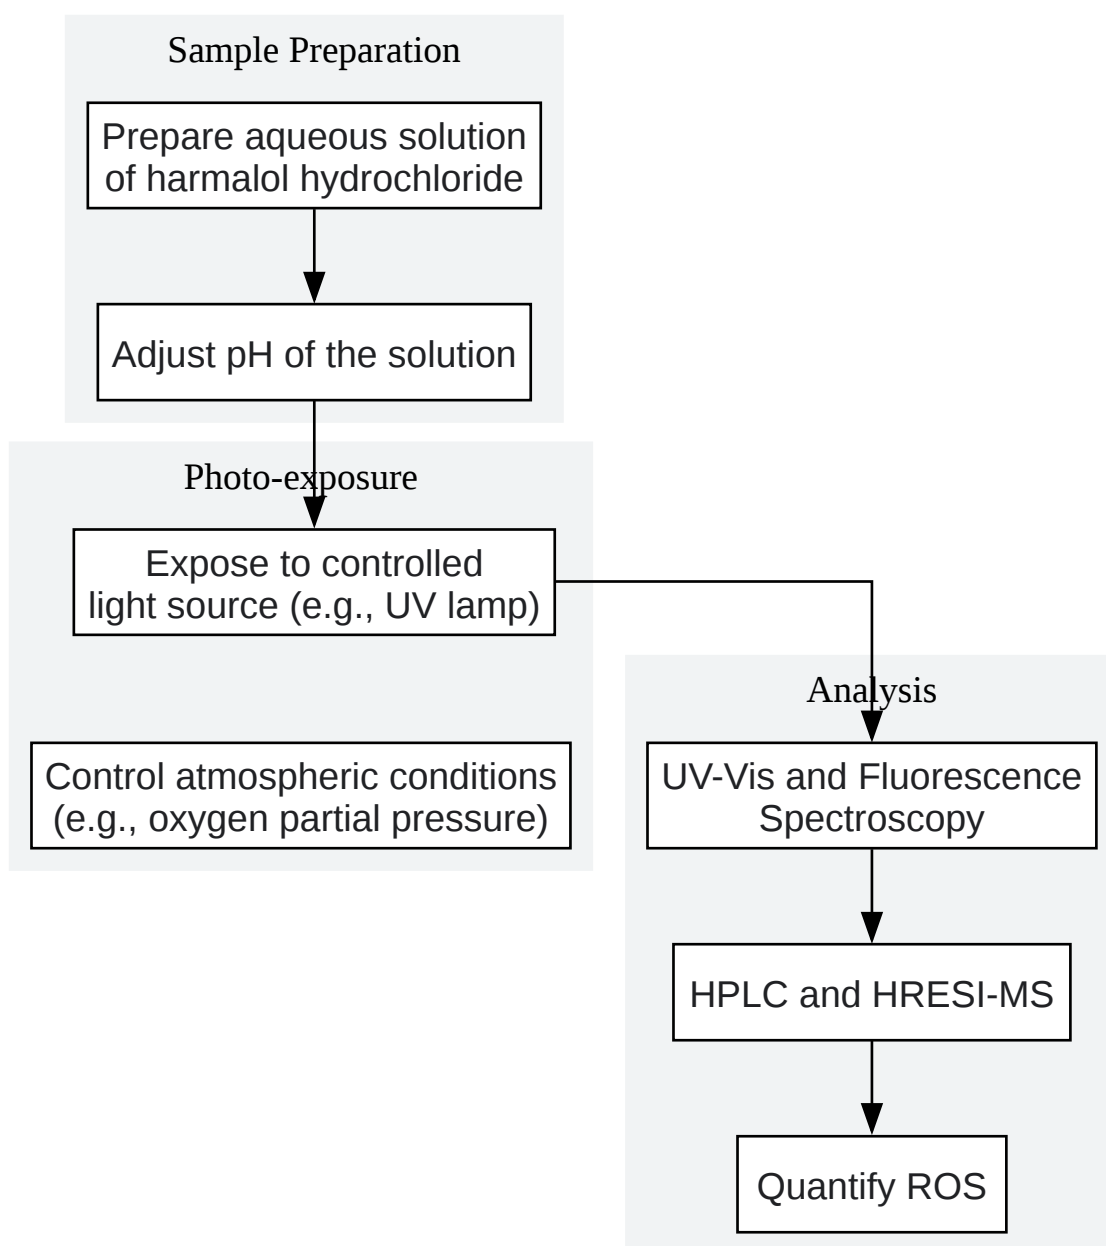 Sample Preparation
Prepare aqueous solution
of harmalol hydrochloride
Adjust pH of the solution
Photo-exposure
Expose to controlled
light source (e.g., UV lamp)
Control atmospheric conditions
(e.g., oxygen partial pressure)
Analysis
UV-Vis and Fluorescence
Spectroscopy
HPLC and HRESI-MS
Quantify ROS